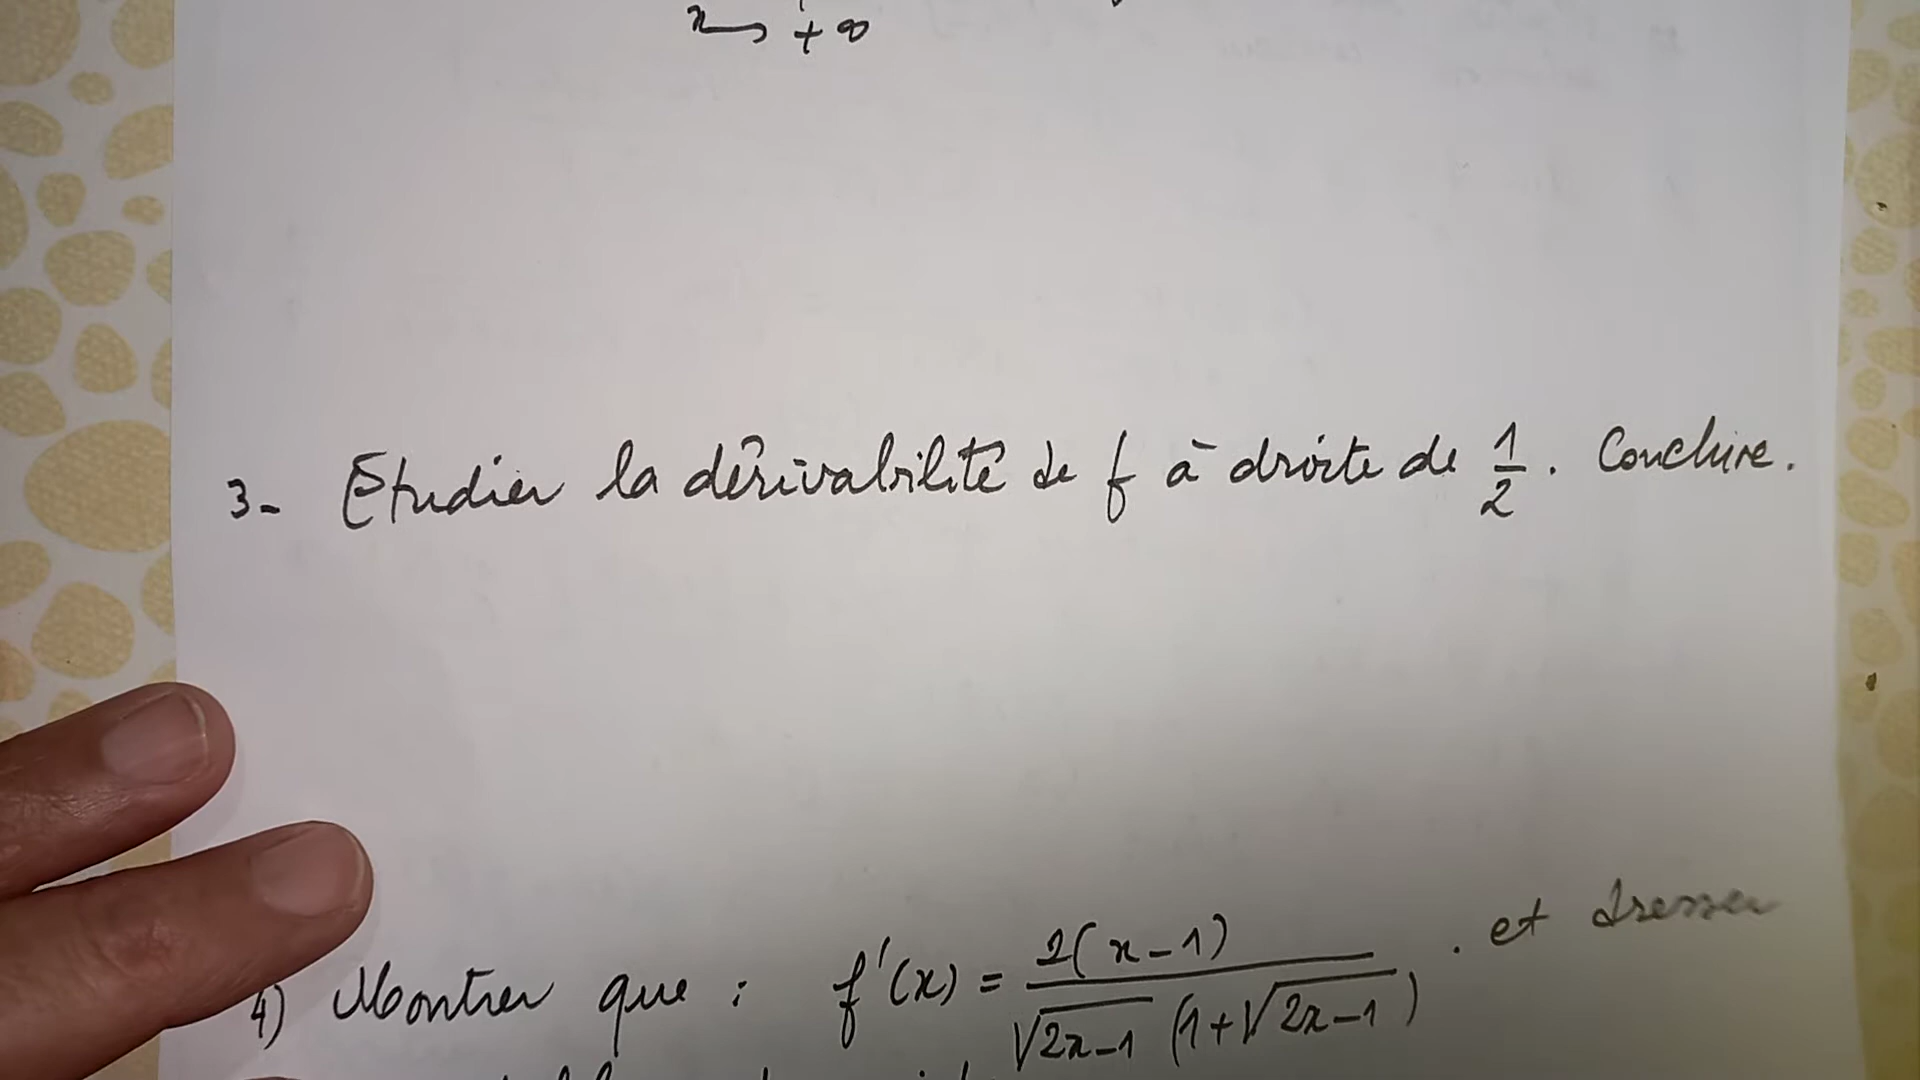 x → +∞
3- Etudier la dérivabilité de f à droite de 1/2 . Conclure.
4) Montrer que : f'(x) = 2(x-1) / √2x-1 (1+√2x-1) . et dresser